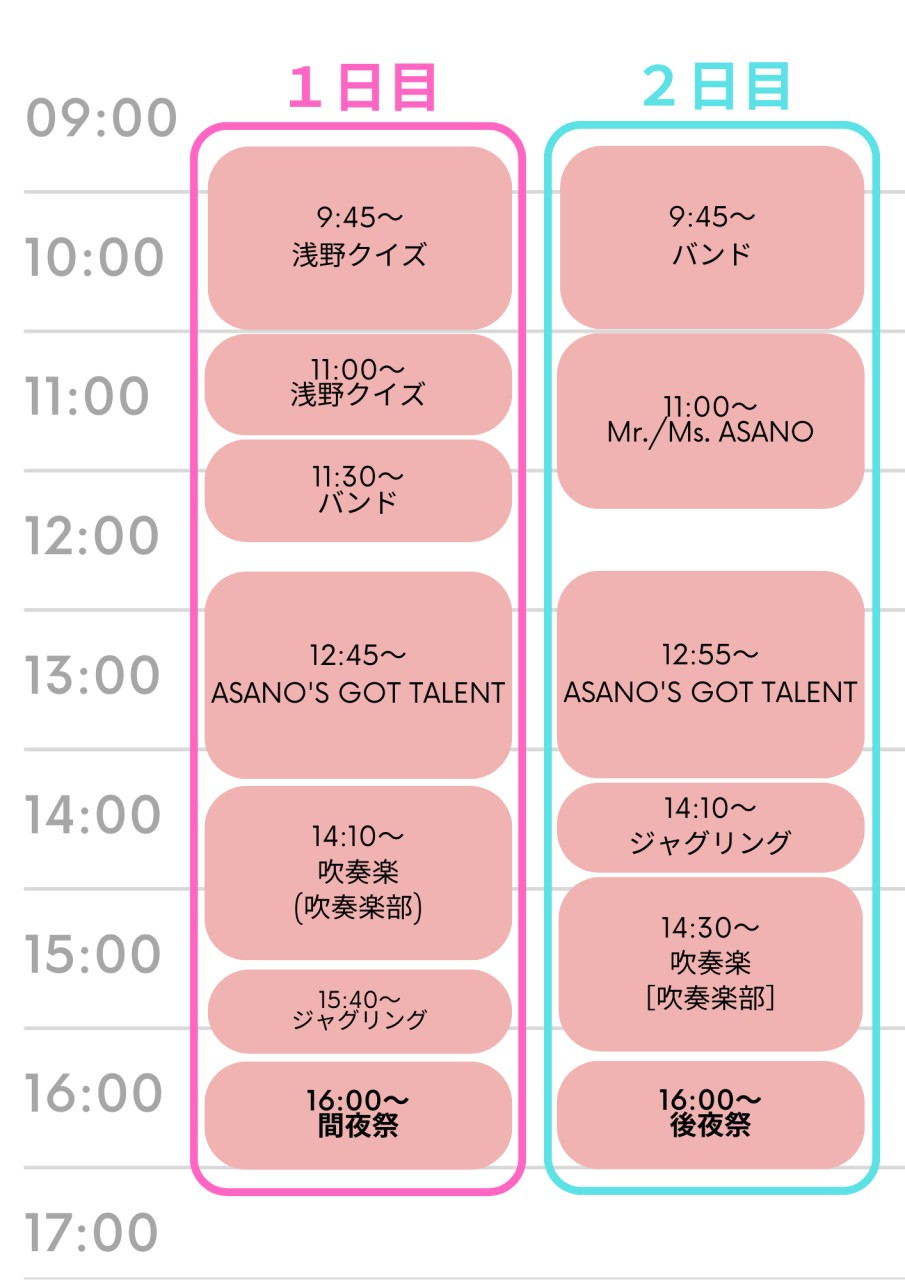 １日目
２日目
09:00
10:00
11:00
12:00
13:00
14:00
15:00
16:00
17:00
9:45～
浅野クイズ
11:00～
浅野クイズ
11:30～
バンド
12:45～
ASANO'S GOT TALENT
14:10～
吹奏楽
(吹奏楽部)
15:40～
ジャグリング
16:00～
間夜祭
9:45～
バンド
11:00～
Mr./Ms. ASANO
12:55～
ASANO'S GOT TALENT
14:10～
ジャグリング
14:30～
吹奏楽
[吹奏楽部]
16:00～
後夜祭